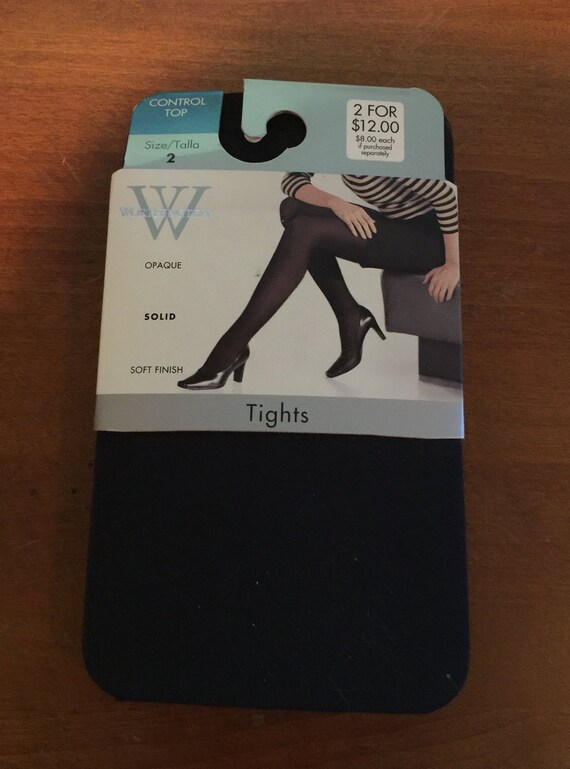 CONTROL
TOP
Size/Talla
2
2 FOR
$12.00
$8.00 each
if purchased
separately
W
OPAQUE
SOLID
SOFT FINISH
Tights